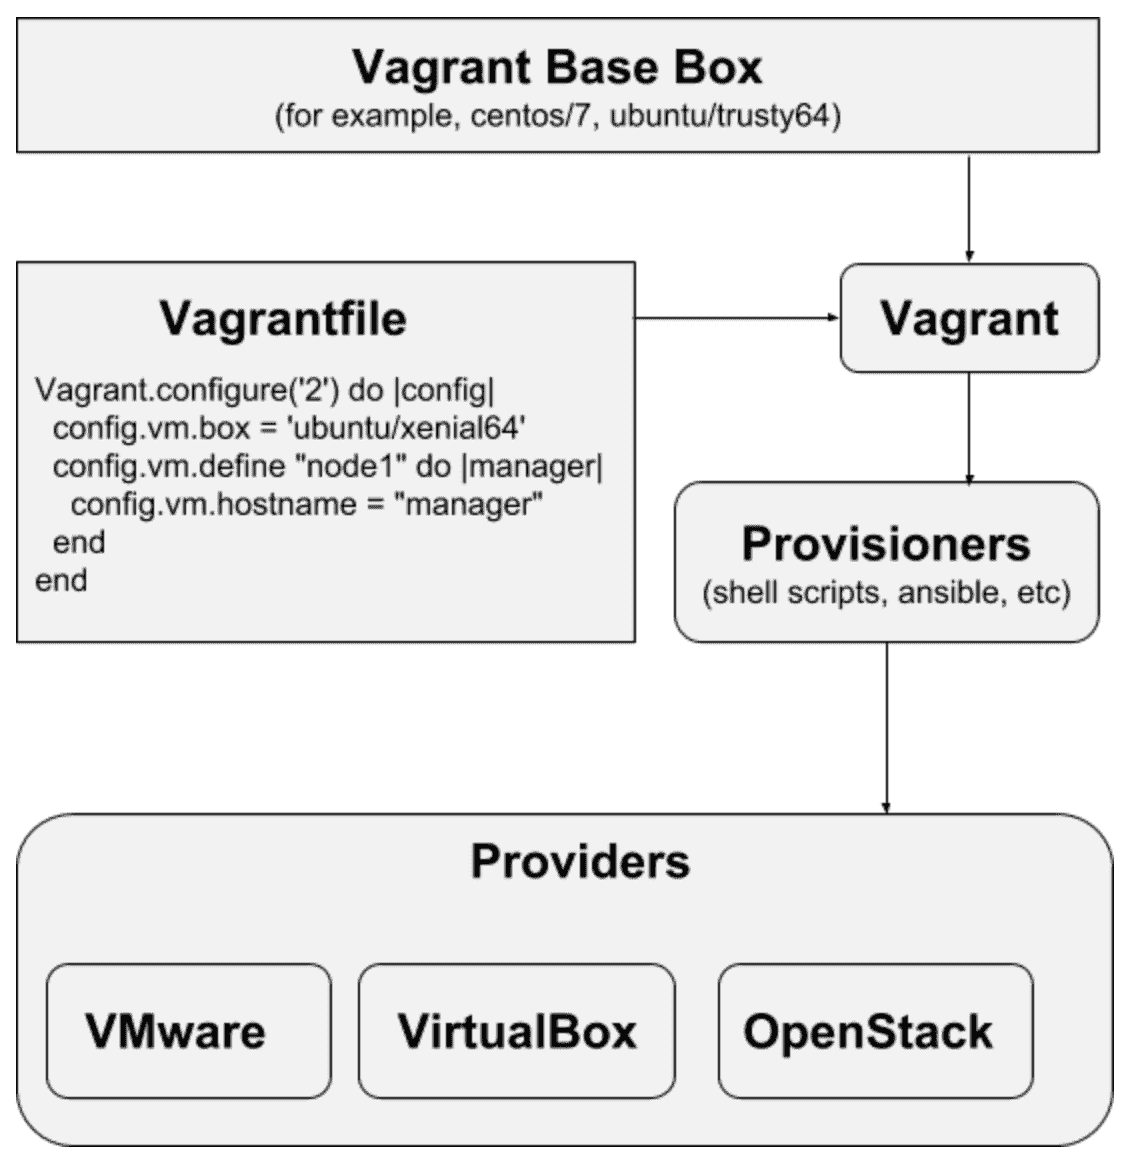 Vagrant Base Box
(for example, centos/7, ubuntu/trusty64)
Vagrantfile
Vagrant.configure('2') do |config|
config.vm.box = 'ubuntu/xenial64'
config.vm.define "node1" do |manager|
config.vm.hostname = "manager"
end
end
Vagrant
Provisioners
(shell scripts, ansible, etc)
Providers
VMware
VirtualBox
OpenStack